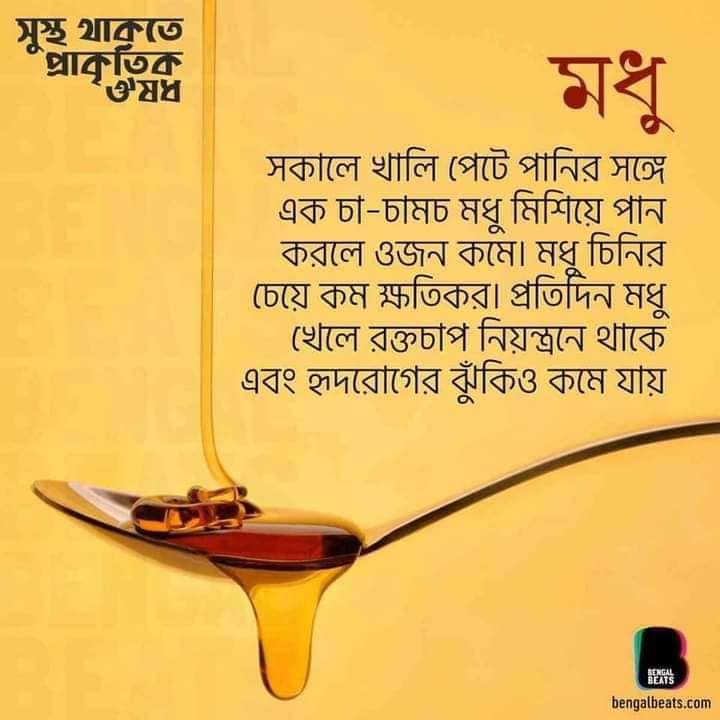 সুস্থ থাকতে
প্রাকৃতিক
ঔষধ
মধু
সকালে খালি পেটে পানির সঙ্গে
এক চা-চামচ মধু মিশিয়ে পান
করলে ওজন কমে। মধু চিনির
চেয়ে কম ক্ষতিকর। প্রতিদিন মধু
খেলে রক্তচাপ নিয়ন্ত্রনে থাকে
এবং হৃদরোগের ঝুঁকিও কমে যায়
BENGAL
BEATS
bengalbeats.com